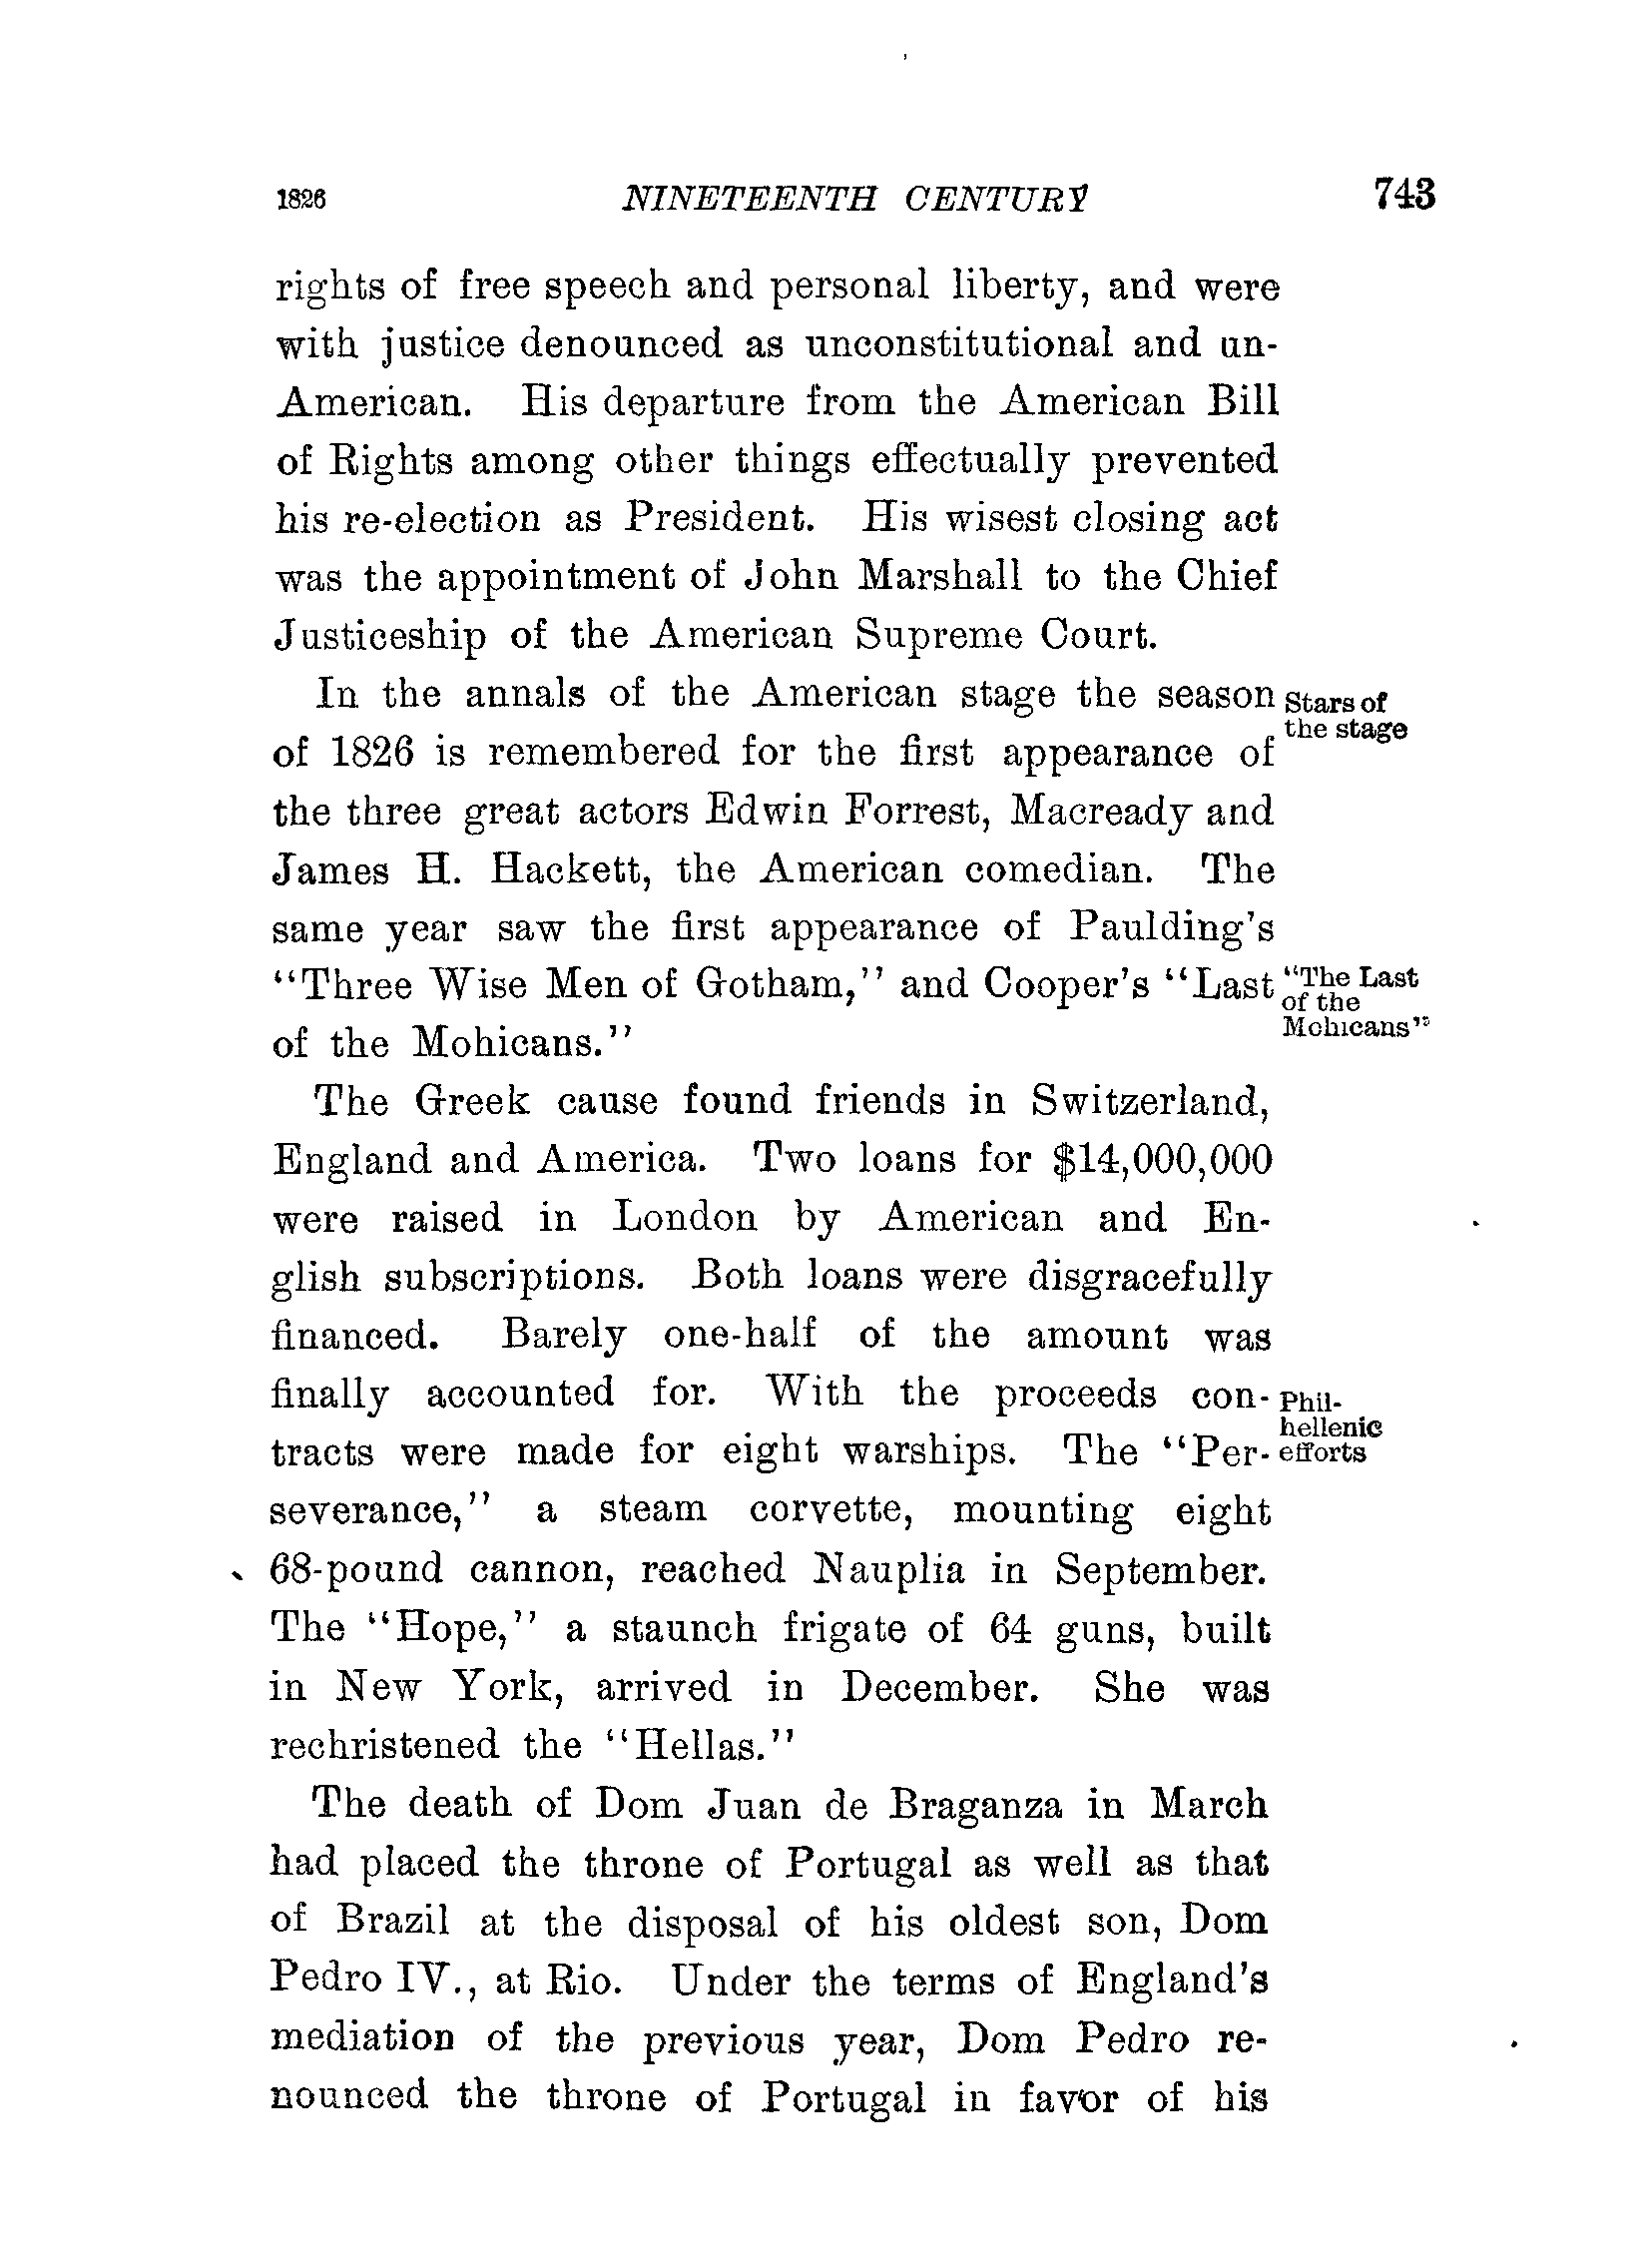 1826 NINETEENTH CENTURY 743
rights of free speech and personal liberty, and were
with justice denounced as unconstitutional and un-
American. His departure from the American Bill
of Rights among other things effectually prevented
his re-election as President. His wisest closing act
was the appointment of John Marshall to the Chief
Justiceship of the American Supreme Court.
In the annals of the American stage the season
Stars of
the stage
of 1826 is remembered for the first appearance of
the three great actors Edwin Forrest, Macready and
James H. Hackett, the American comedian. The
same year saw the first appearance of Paulding's
"Three Wise Men of Gotham," and Cooper's "Last
"The Last
of the
Mohicans"
of the Mohicans."
The Greek cause found friends in Switzerland,
England and America. Two loans for $14,000,000
were raised in London by American and En-
glish subscriptions. Both loans were disgracefully
financed. Barely one-half of the amount was
finally accounted for. With the proceeds con-
Phil-
hellenic
efforts
tracts were made for eight warships. The "Per-
severance," a steam corvette, mounting eight
68-pound cannon, reached Nauplia in September.
The "Hope," a staunch frigate of 64 guns, built
in New York, arrived in December. She was
rechristened the "Hellas."
The death of Dom Juan de Braganza in March
had placed the throne of Portugal as well as that
of Brazil at the disposal of his oldest son, Dom
Pedro IV., at Rio. Under the terms of England's
mediation of the previous year, Dom Pedro re-
nounced the throne of Portugal in favor of his